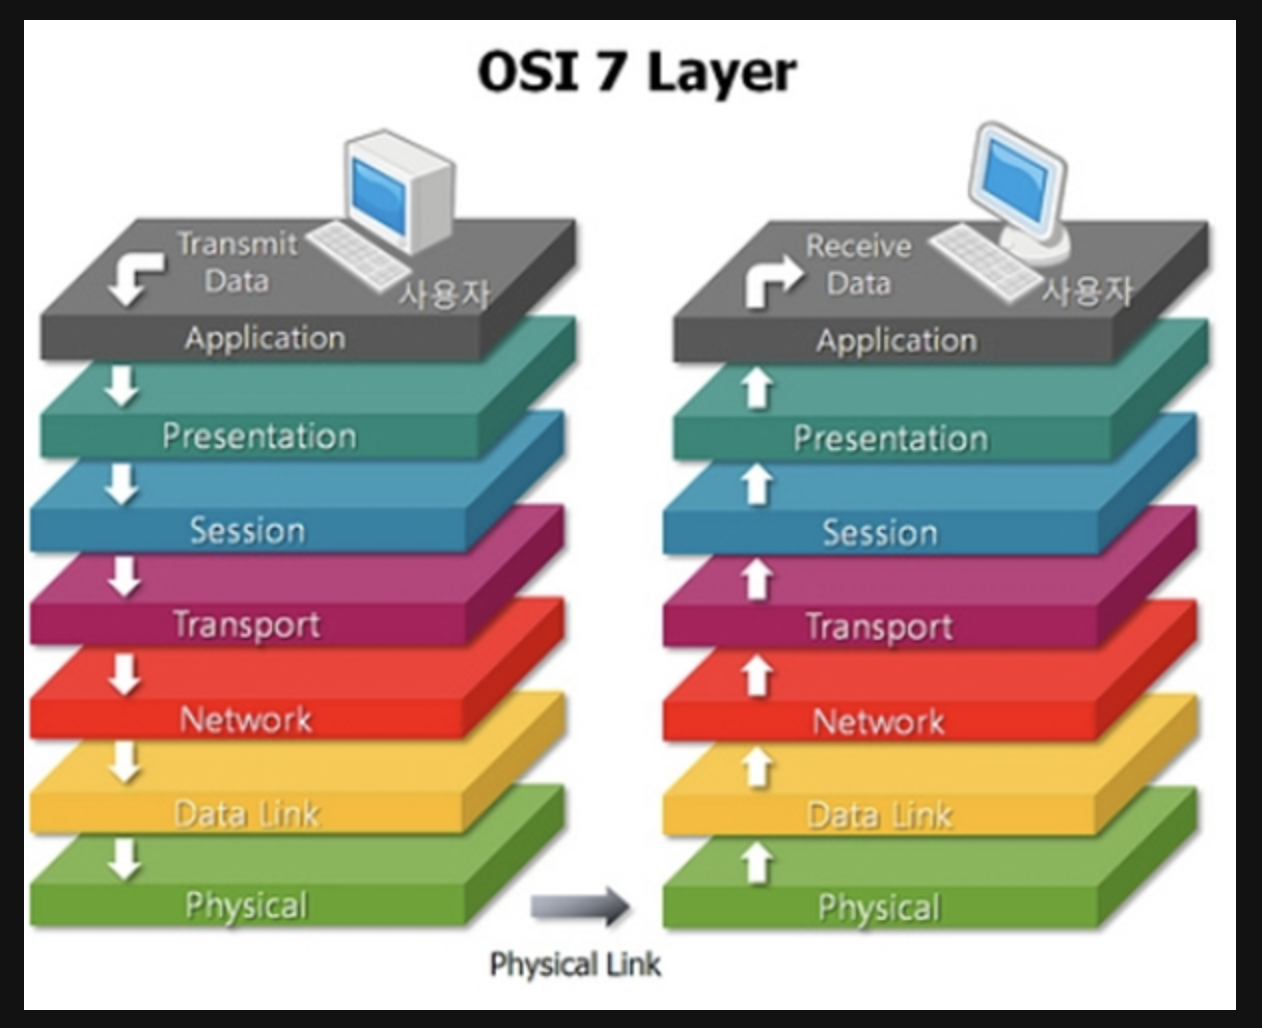 OSI 7 Layer
Transmit
Data
사용자
Application
Presentation
Session
Transport
Network
Data Link
Physical
Physical Link
Receive
Data
사용자
Application
Presentation
Session
Transport
Network
Data Link
Physical